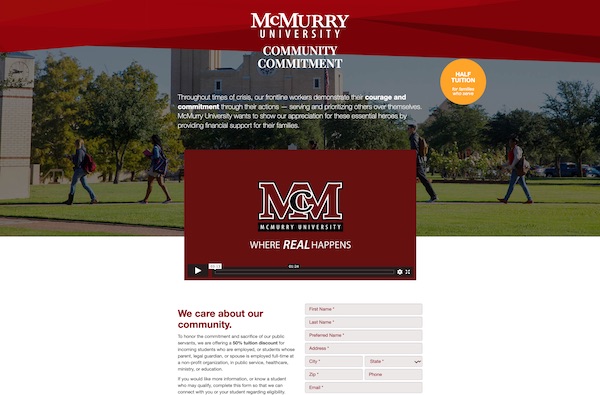 McMURRY
UNIVERSITY
COMMUNITY
COMMITMENT
HALF
TUITION
for families
who serve
Throughout times of crisis, our frontline workers demonstrate their courage and
commitment through their actions — serving and prioritizing others over themselves.
McMurry University wants to show our appreciation for these essential heroes by
providing financial support for their families.
McM
MCMURRY UNIVERSITY
WHERE REAL HAPPENS
01:28
We care about our
community.
To honor the commitment and sacrifice of our public
servants, we are offering a 50% tuition discount for
incoming students who are employed, or students whose
parent, legal guardian, or spouse is employed full-time at
a non-profit organization, in public service, healthcare,
ministry, or education.
If you would like more information, or know a student
who may qualify, complete this form so that we can
connect with you or your student regarding eligibility.
First Name *
Last Name *
Preferred Name *
Address *
City *
State *
Zip *
Phone
Email *